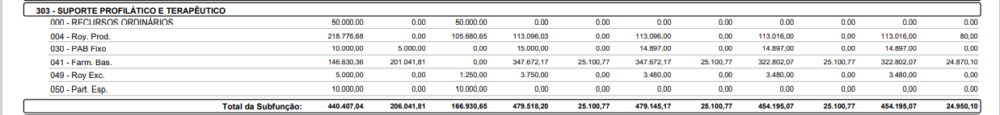 303 - SUPORTE PROFILÁTICO E TERAPÊUTICO
000 - RECURSOS ORDINÁRIOS 50.000,00 0,00 50.000,00 0,00 0,00 0,00 0,00 0,00 0,00 0,00 0,00
004 - Roy. Prod. 218.776,68 0,00 105.680,65 113.096,03 0,00 113.096,00 0,00 113.016,00 0,00 113.016,00 80,00
030 - PAB Fixo 10.000,00 5.000,00 0,00 15.000,00 0,00 14.897,00 0,00 14.897,00 0,00 14.897,00 0,00
041 - Farm. Bas. 146.630,36 201.041,81 0,00 347.672,17 25.100,77 347.672,17 25.100,77 322.802,07 25.100,77 322.802,07 24.870,10
049 - Roy Exc. 5.000,00 0,00 1.250,00 3.750,00 0,00 3.480,00 0,00 3.480,00 0,00 3.480,00 0,00
050 - Part. Esp. 10.000,00 0,00 10.000,00 0,00 0,00 0,00 0,00 0,00 0,00 0,00 0,00
Total da Subfunção: 440.407,04 206.041,81 166.930,65 479.518,20 25.100,77 479.145,17 25.100,77 454.195,07 25.100,77 454.195,07 24.950,10